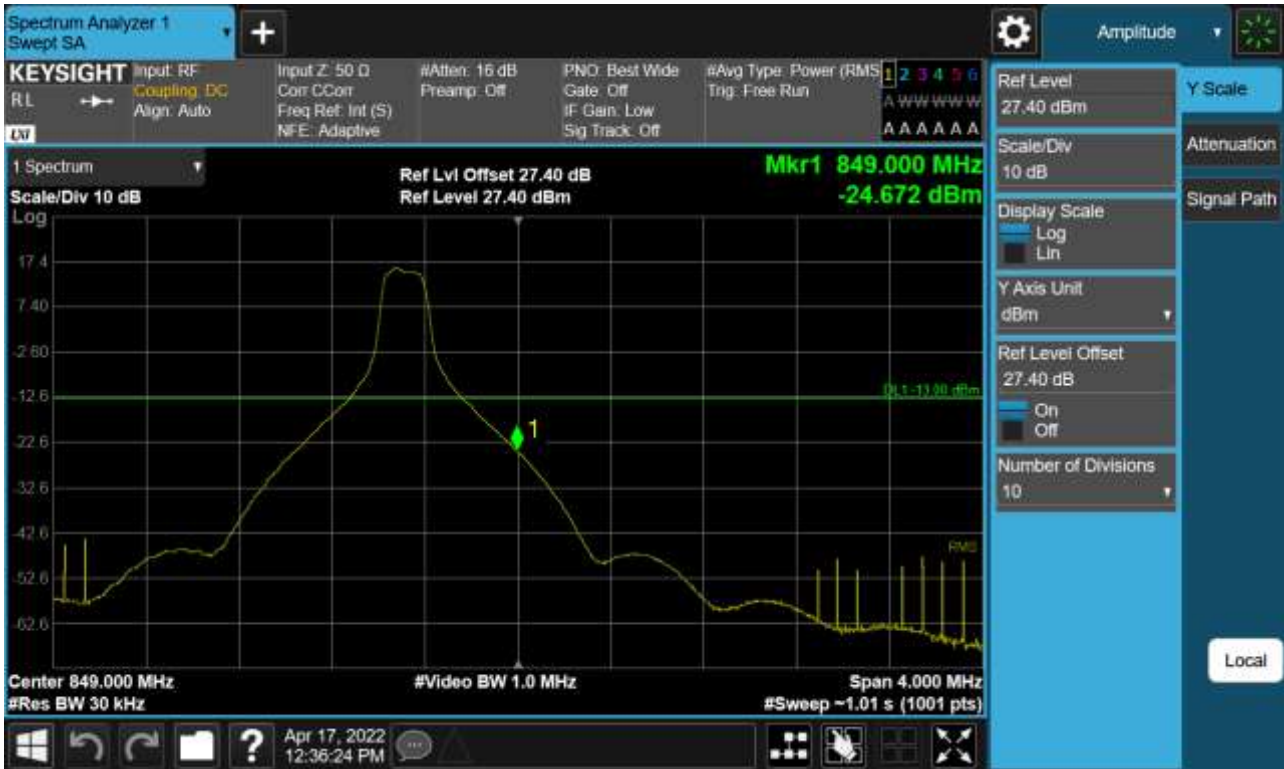 Spectrum Analyzer 1
Swept SA
+
Amplitude
KEYSIGHT
RL
LXI
Input: RF
Coupling: DC
Align: Auto
Input Z: 50 Ω
Corr CCorr
Freq Ref: Int (S)
NFE: Adaptive
#Atten: 16 dB
Preamp: Off
PNO: Best Wide
Gate: Off
IF Gain: Low
Sig Track: Off
#Avg Type: Power (RMS
Trig: Free Run
1 2 3 4 5 6
A W W W W W
A A A A A A
1 Spectrum
Scale/Div 10 dB
Log
Ref Lvl Offset 27.40 dB
Ref Level 27.40 dBm
Mkr1 849.000 MHz
-24.672 dBm
17.4
7.40
-2.60
-12.6
-22.6
-32.6
-42.6
-52.6
-62.6
DL1 -13.00 dBm
1
RMS
Center 849.000 MHz
#Res BW 30 kHz
#Video BW 1.0 MHz
Span 4.000 MHz
#Sweep ~1.01 s (1001 pts)
Ref Level
27.40 dBm
Scale/Div
10 dB
Display Scale
Log
Lin
Y Axis Unit
dBm
Ref Level Offset
27.40 dB
On
Off
Number of Divisions
10
Y Scale
Attenuation
Signal Path
Local
?
Apr 17, 2022
12:36:24 PM